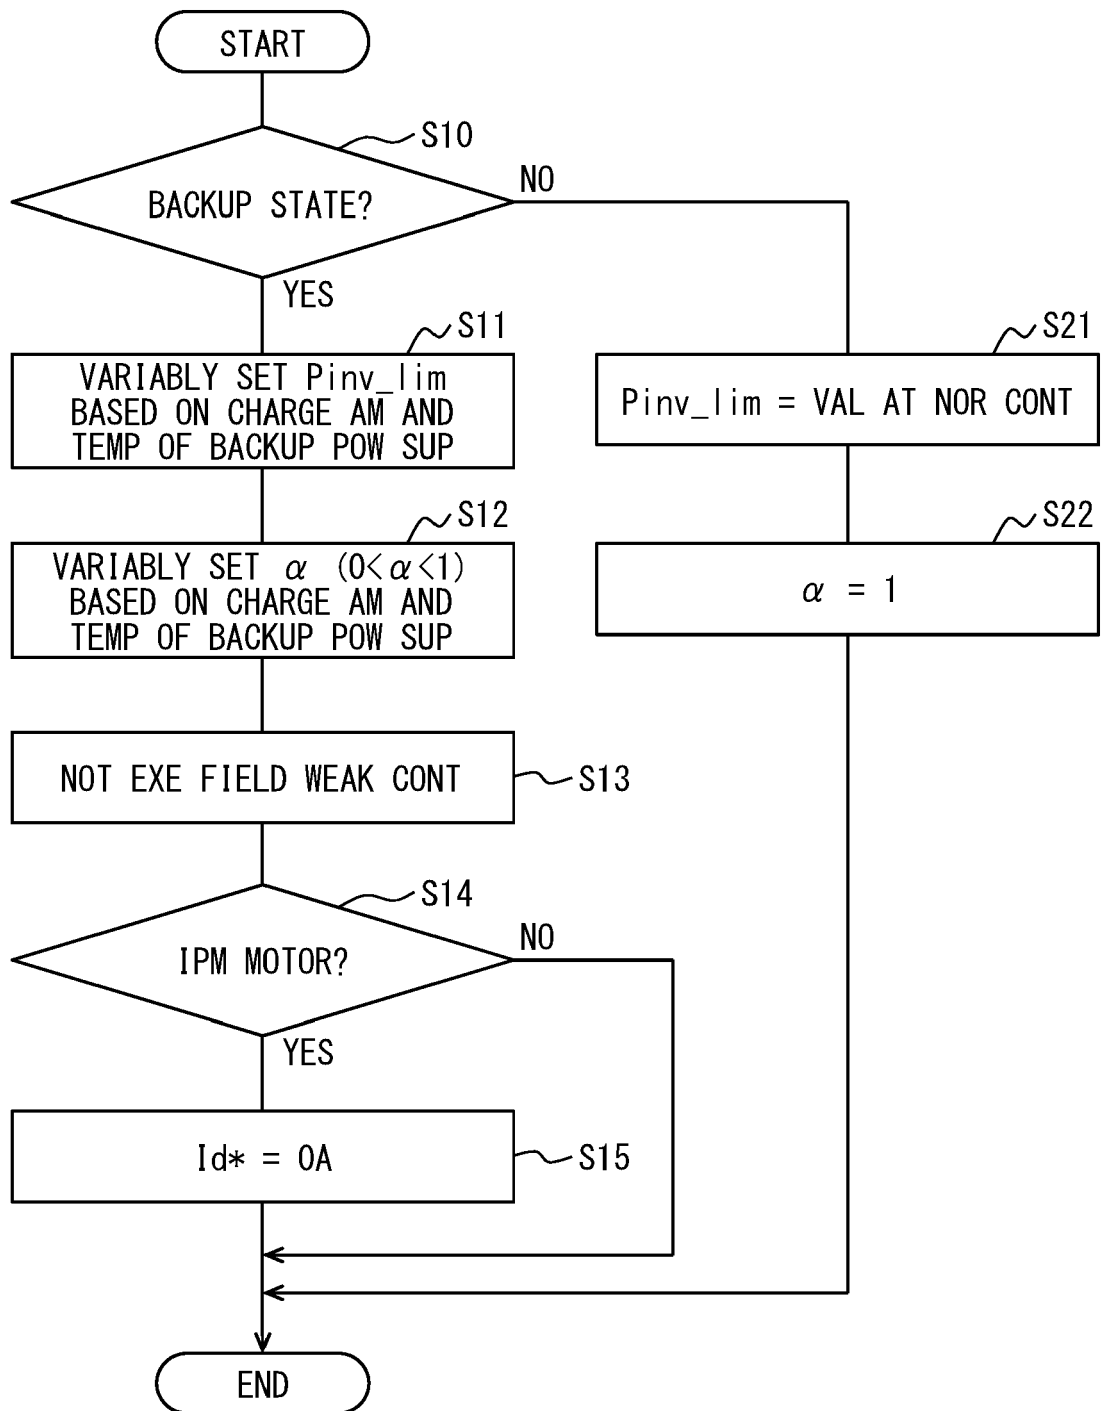 START
S10
BACKUP STATE?
NO
YES
S11
VARIABLY SET Pinv_lim
BASED ON CHARGE AM AND
TEMP OF BACKUP POW SUP
S21
Pinv_lim = VAL AT NOR CONT
S12
VARIABLY SET α (0<α<1)
BASED ON CHARGE AM AND
TEMP OF BACKUP POW SUP
S22
α = 1
NOT EXE FIELD WEAK CONT
S13
S14
IPM MOTOR?
NO
YES
Id* = 0A
S15
END